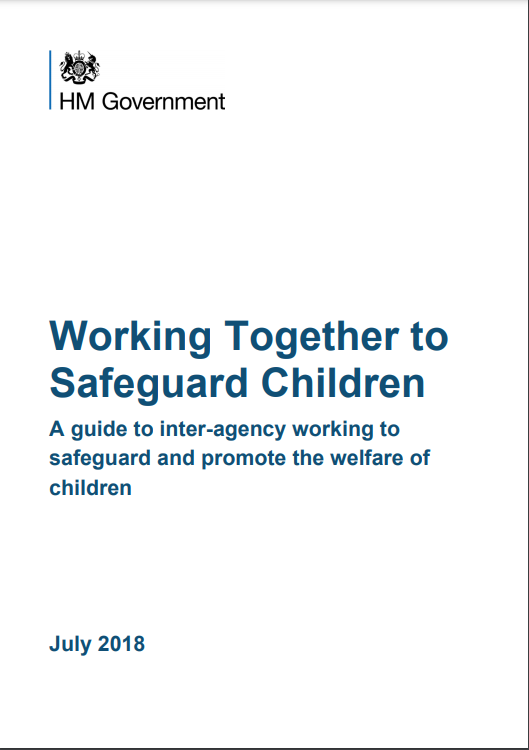 HM Government
Working Together to
Safeguard Children
A guide to inter-agency working to
safeguard and promote the welfare of
children
July 2018